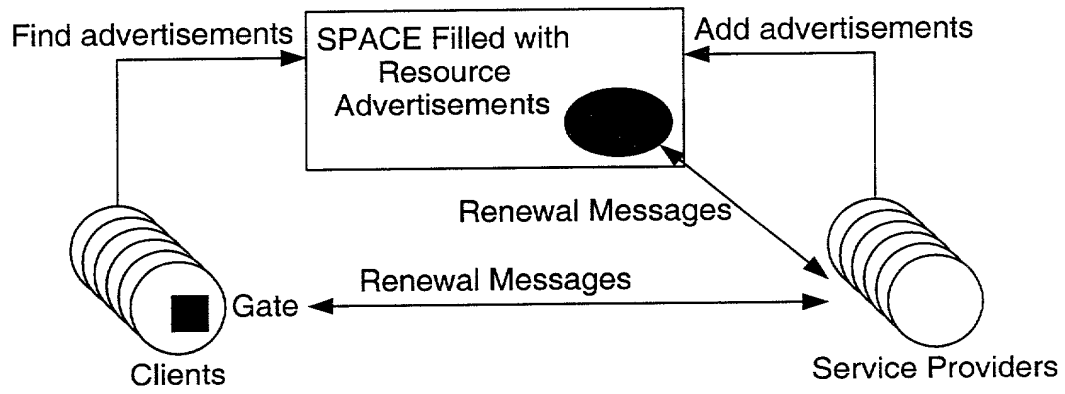 Find advertisements
SPACE Filled with
Resource
Advertisements
Add advertisements
Renewal Messages
Renewal Messages
Gate
Clients
Service Providers